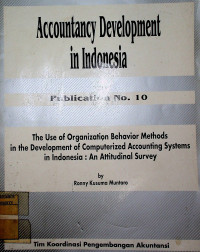 Accountancy Development
in Indonesia
Publication No. 10
The Use of Organization Behavior Methods
in the Development of Computerized Accounting Systems
in Indonesia : An Attitudinal Survey
by
Ronny Kusuma Muntoro
Tim Koordinasi Pengembangan Akuntansi